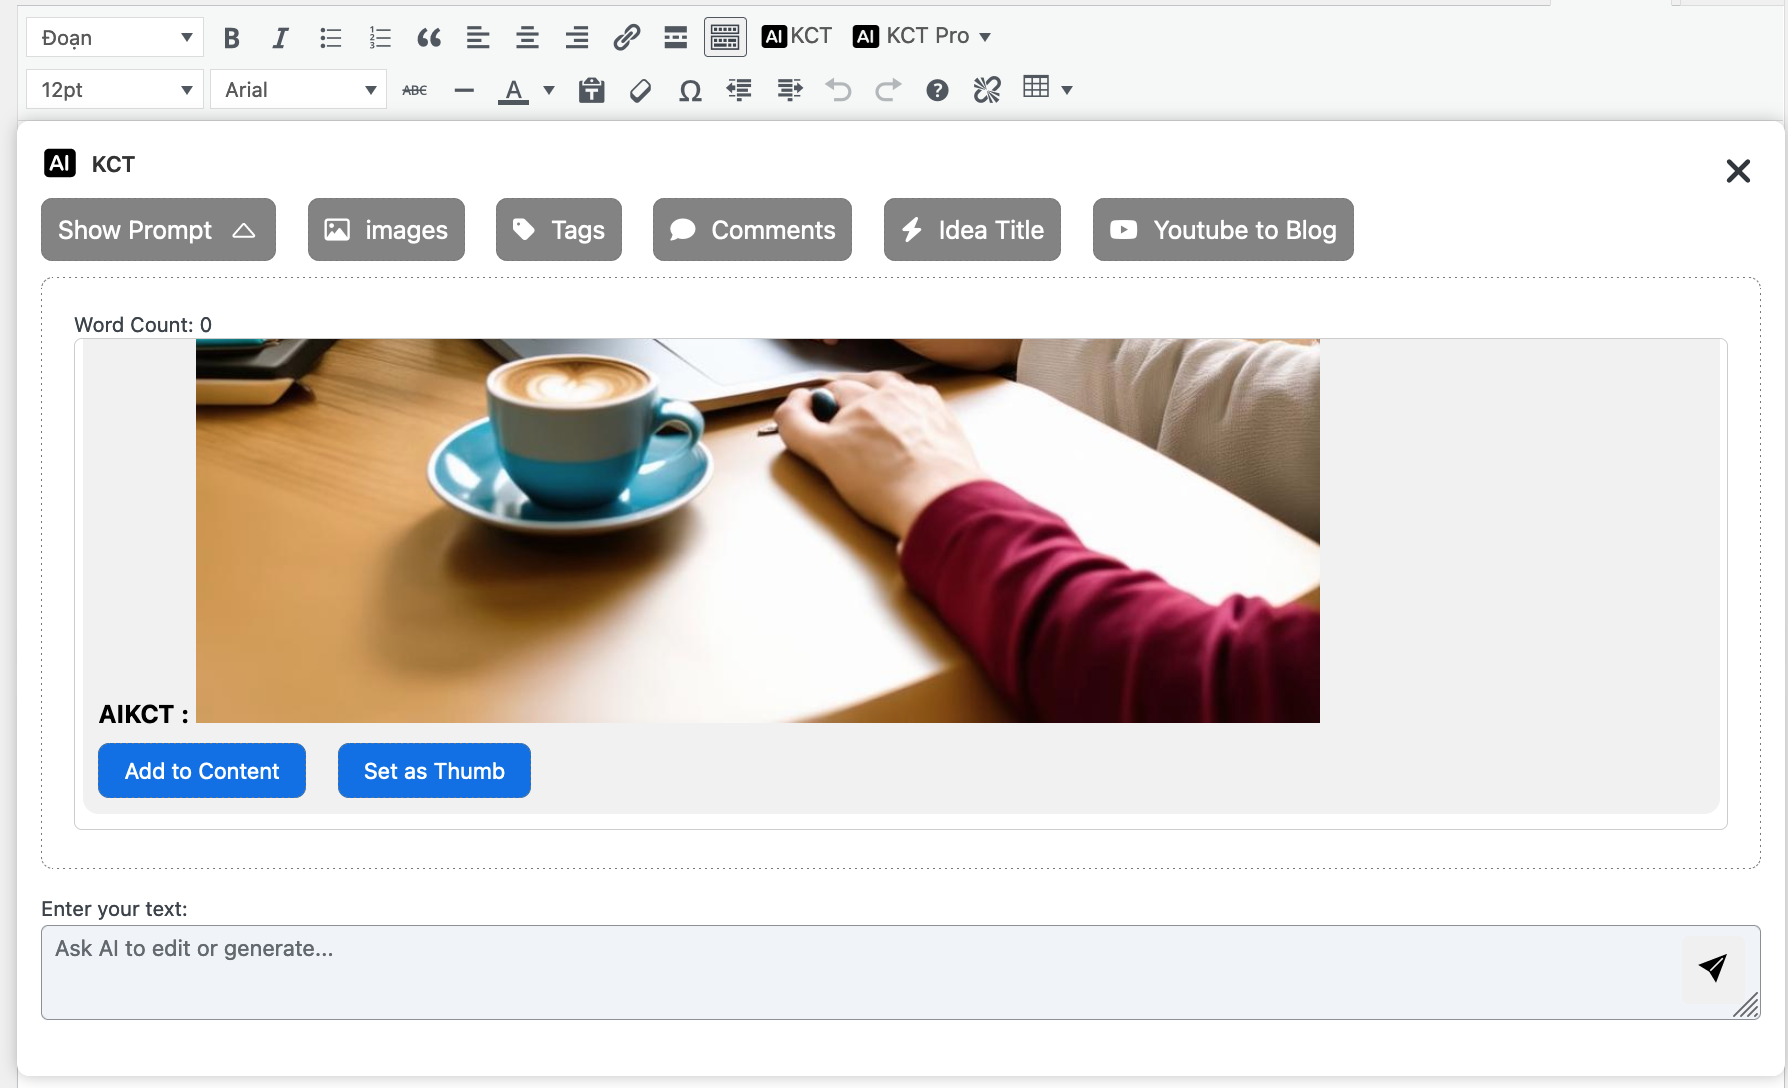 Đoạn B I AI KCT AI KCT Pro
12pt Arial ABC A Ω
AI KCT
Show Prompt images Tags Comments Idea Title Youtube to Blog
Word Count: 0
AIKCT :
Add to Content Set as Thumb
Enter your text:
Ask AI to edit or generate...